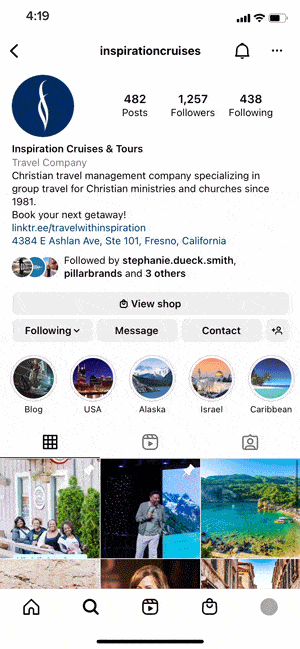 4:19
inspirationcruises
482
Posts
1,257
Followers
438
Following
Inspiration Cruises & Tours
Travel Company
Christian travel management company specializing in
group travel for Christian ministries and churches since
1981.
Book your next getaway!
linktr.ee/travelwithinspiration
4384 E Ashlan Ave, Ste 101, Fresno, California
Followed by stephanie.dueck.smith,
pillarbrands and 3 others
View shop
Following
Message
Contact
Blog
USA
Alaska
Israel
Caribbean